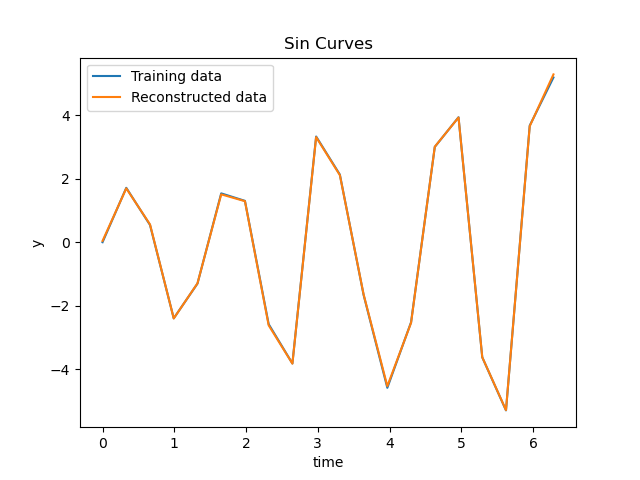 Sin Curves
Training data
Reconstructed data
4
2
0
−2
−4
y
0 1 2 3 4 5 6
time